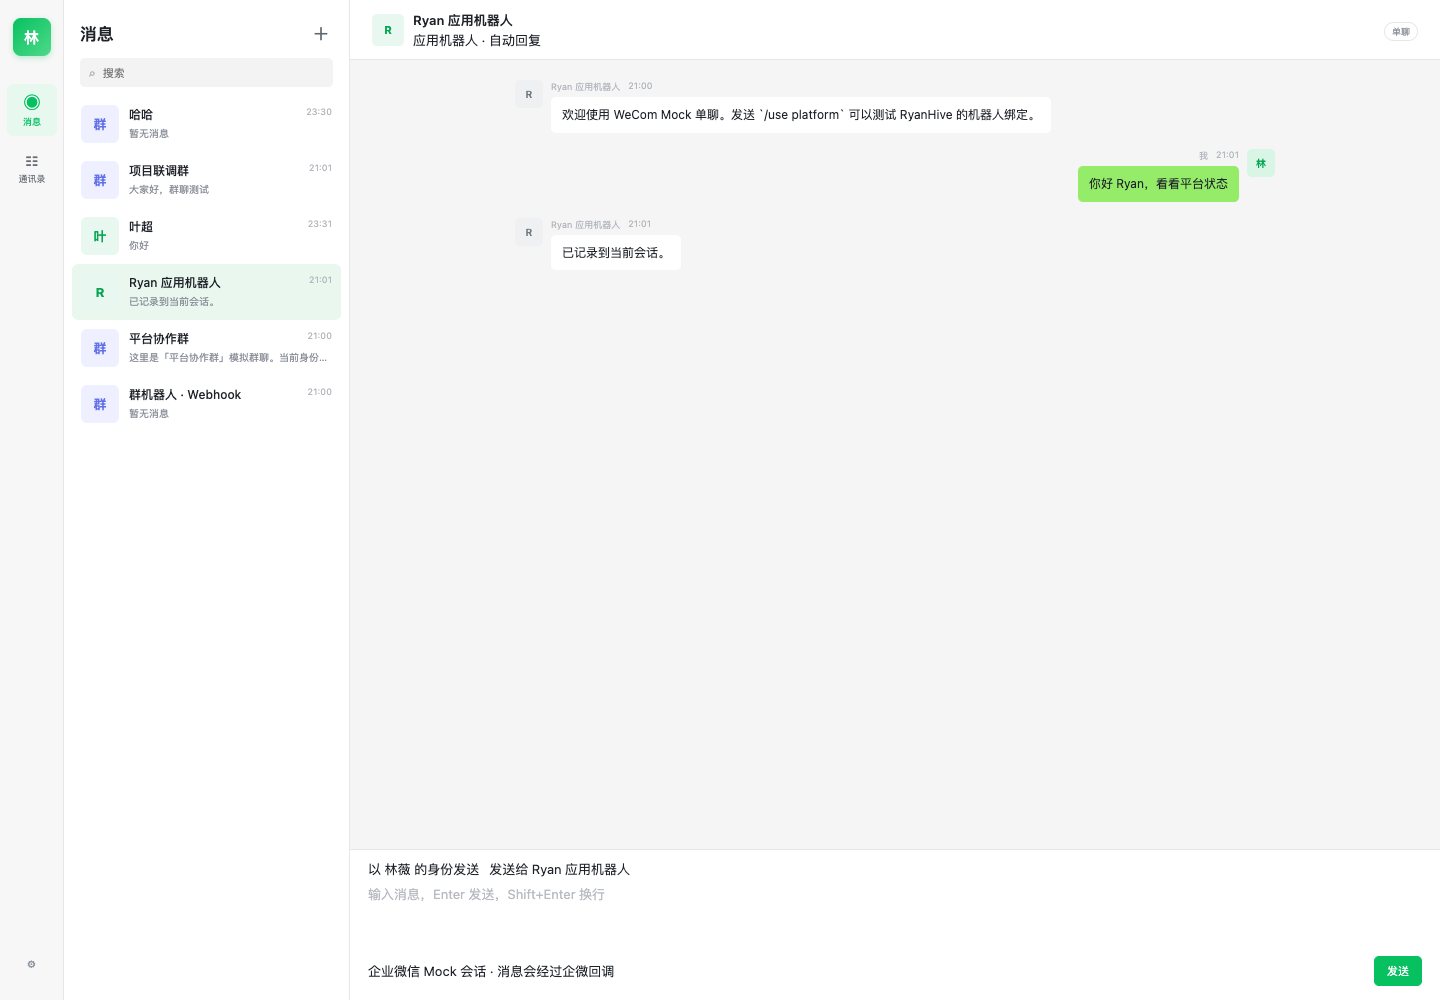 林
消息
通讯录
消息
搜索
群
哈哈
23:30
暂无消息
群
项目联调群
21:01
大家好，群聊测试
叶
叶超
23:31
你好
R
Ryan 应用机器人
21:01
已记录到当前会话。
群
平台协作群
21:00
这里是「平台协作群」模拟群聊。当前身份...
群
群机器人 · Webhook
21:00
暂无消息
R
Ryan 应用机器人
应用机器人 · 自动回复
单聊
R
Ryan 应用机器人 21:00
欢迎使用 WeCom Mock 单聊。发送 `/use platform` 可以测试 RyanHive 的机器人绑定。
我 21:01
林
你好 Ryan，看看平台状态
R
Ryan 应用机器人 21:01
已记录到当前会话。
以 林薇 的身份发送 发送给 Ryan 应用机器人
输入消息，Enter 发送，Shift+Enter 换行
企业微信 Mock 会话 · 消息会经过企微回调
发送